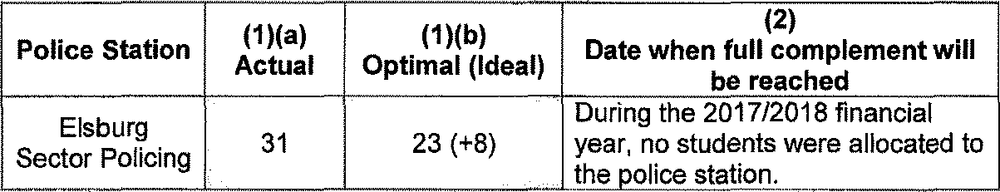 Police Station
(1)(a)
Actual
(1)(b)
Optimal (Ideal)
(2)
Date when full complement will
be reached
Elsburg
Sector Policing
31
23 (+8)
During the 2017/2018 financial
year, no students were allocated to
the police station.